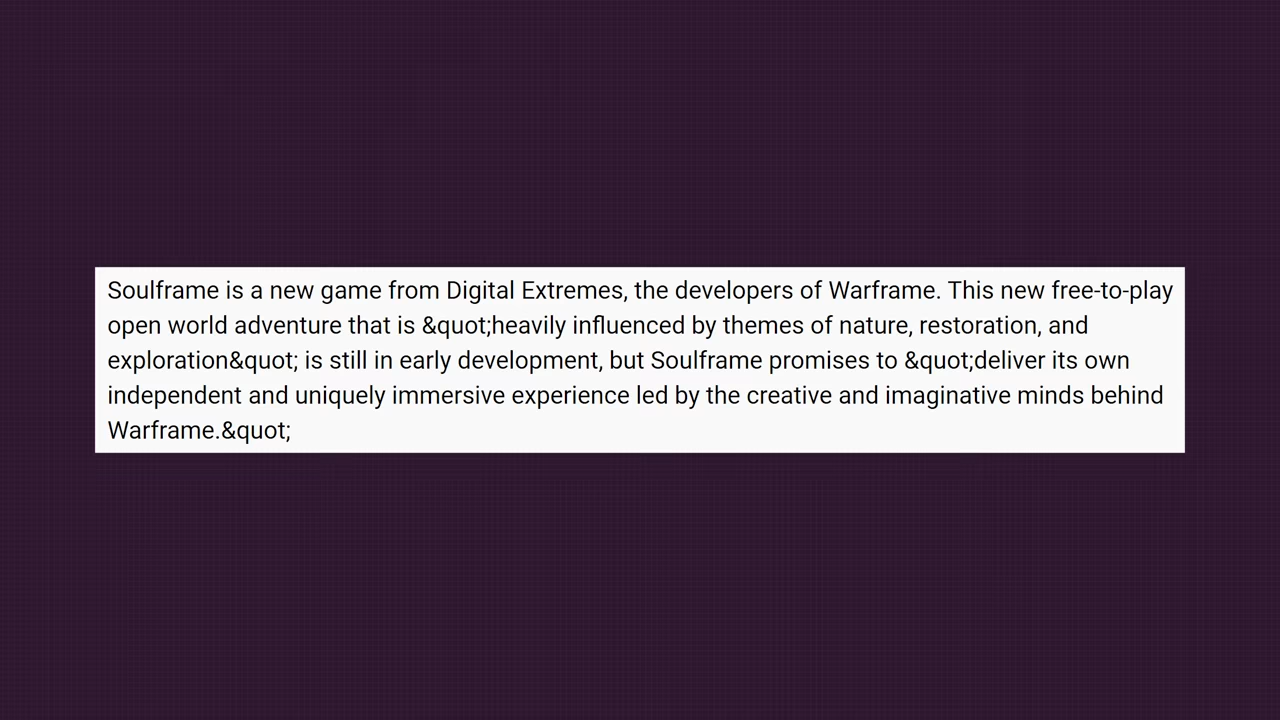 Soulframe is a new game from Digital Extremes, the developers of Warframe. This new free-to-play
open world adventure that is &quot;heavily influenced by themes of nature, restoration, and
exploration&quot; is still in early development, but Soulframe promises to &quot;deliver its own
independent and uniquely immersive experience led by the creative and imaginative minds behind
Warframe.&quot;